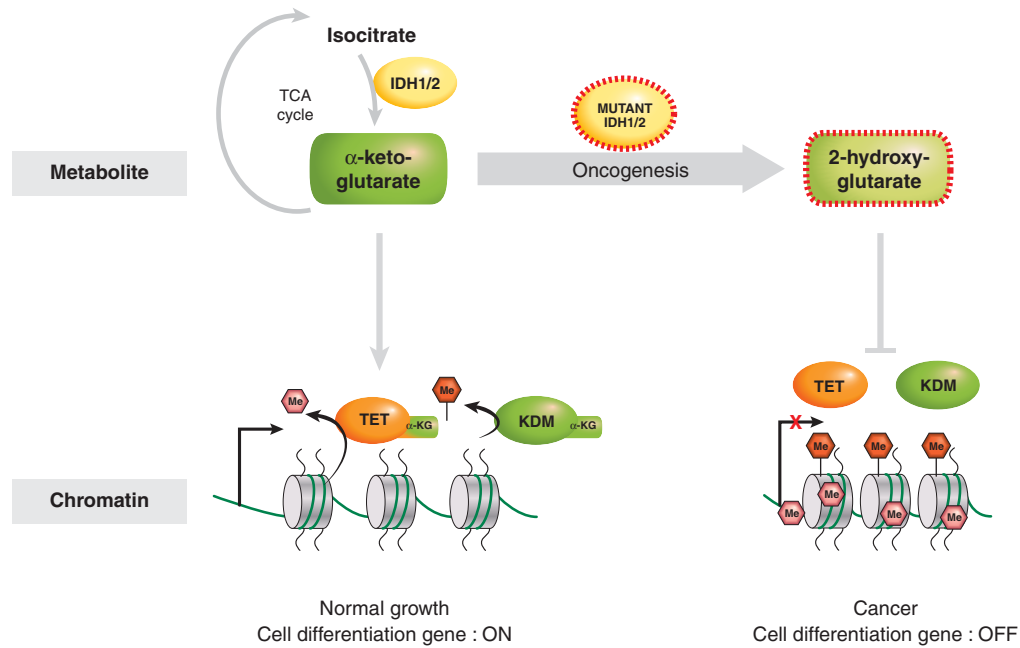 Isocitrate
IDH1/2
TCA
cycle
MUTANT
IDH1/2
Metabolite
α-keto-
glutarate
Oncogenesis
2-hydroxy-
glutarate
Me
TET
α-KG
Me
KDM
α-KG
TET
KDM
X
Me
Me
Me
Chromatin
Me
Me
Me
Me
Normal growth
Cell differentiation gene : ON
Cancer
Cell differentiation gene : OFF